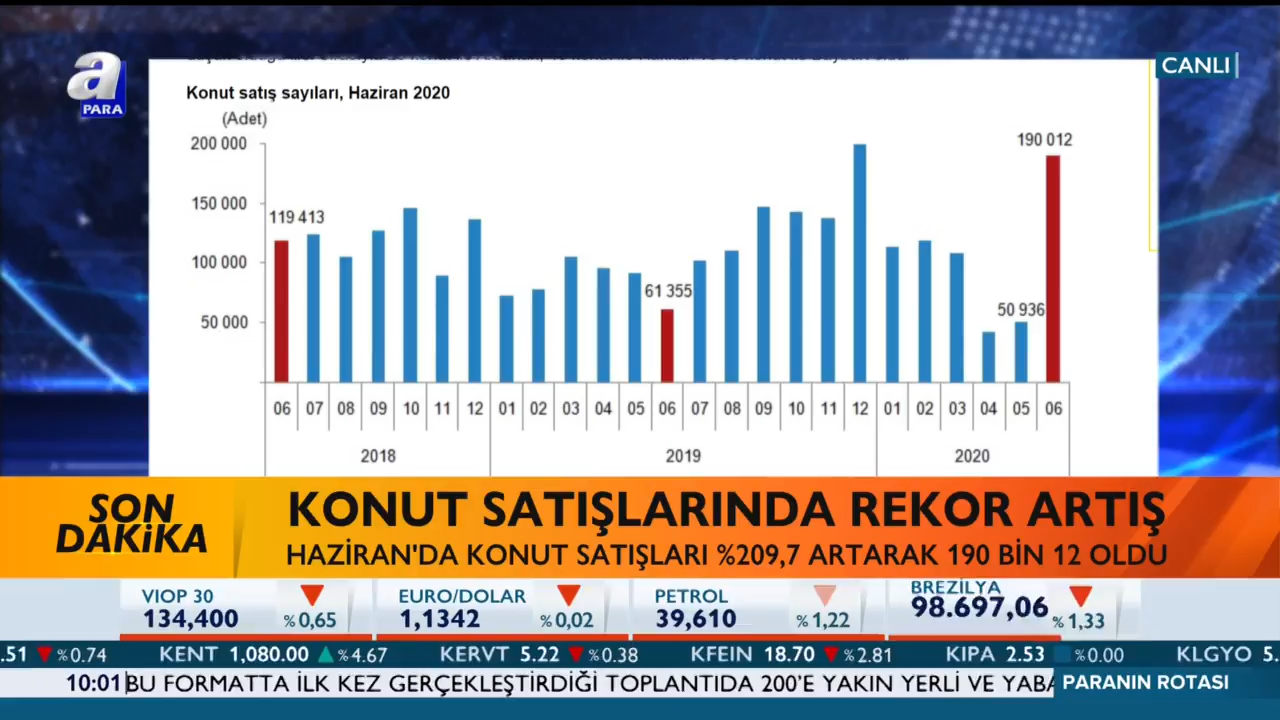 a
PARA
CANLI
Konut satış sayıları, Haziran 2020
(Adet)
200 000
150 000
100 000
50 000
119 413
61 355
50 936
190 012
06 07 08 09 10 11 12 01 02 03 04 05 06 07 08 09 10 11 12 01 02 03 04 05 06
2018 2019 2020
SON
DAKİKA
KONUT SATIŞLARINDA REKOR ARTIŞ
HAZİRAN'DA KONUT SATIŞLARI %209,7 ARTARAK 190 BİN 12 OLDU
VIOP 30
134,400 %0,65
EURO/DOLAR
1,1342 %0,02
PETROL
39,610 %1,22
BREZİLYA
98.697,06 %1,33
.51 %0.74 KENT 1,080.00 %4.67 KERVT 5.22 %0.38 KFEIN 18.70 %2.81 KIPA 2.53 %0.00 KLGYO 5.
10:01 BU FORMATTA İLK KEZ GERÇEKLEŞTİRDİĞİ TOPLANTIDA 200'E YAKIN YERLİ VE YABA PARANIN ROTASI